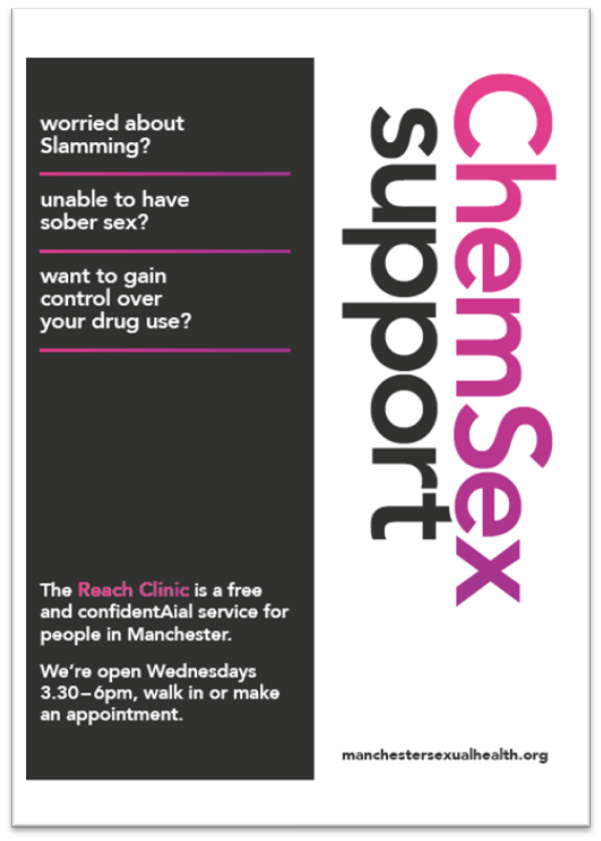 worried about
Slamming?
unable to have
sober sex?
want to gain
control over
your drug use?
The Reach Clinic is a free
and confidentAial service for
people in Manchester.
We're open Wednesdays
3.30–6pm, walk in or make
an appointment.
ChemSex
support
manchestersexualhealth.org